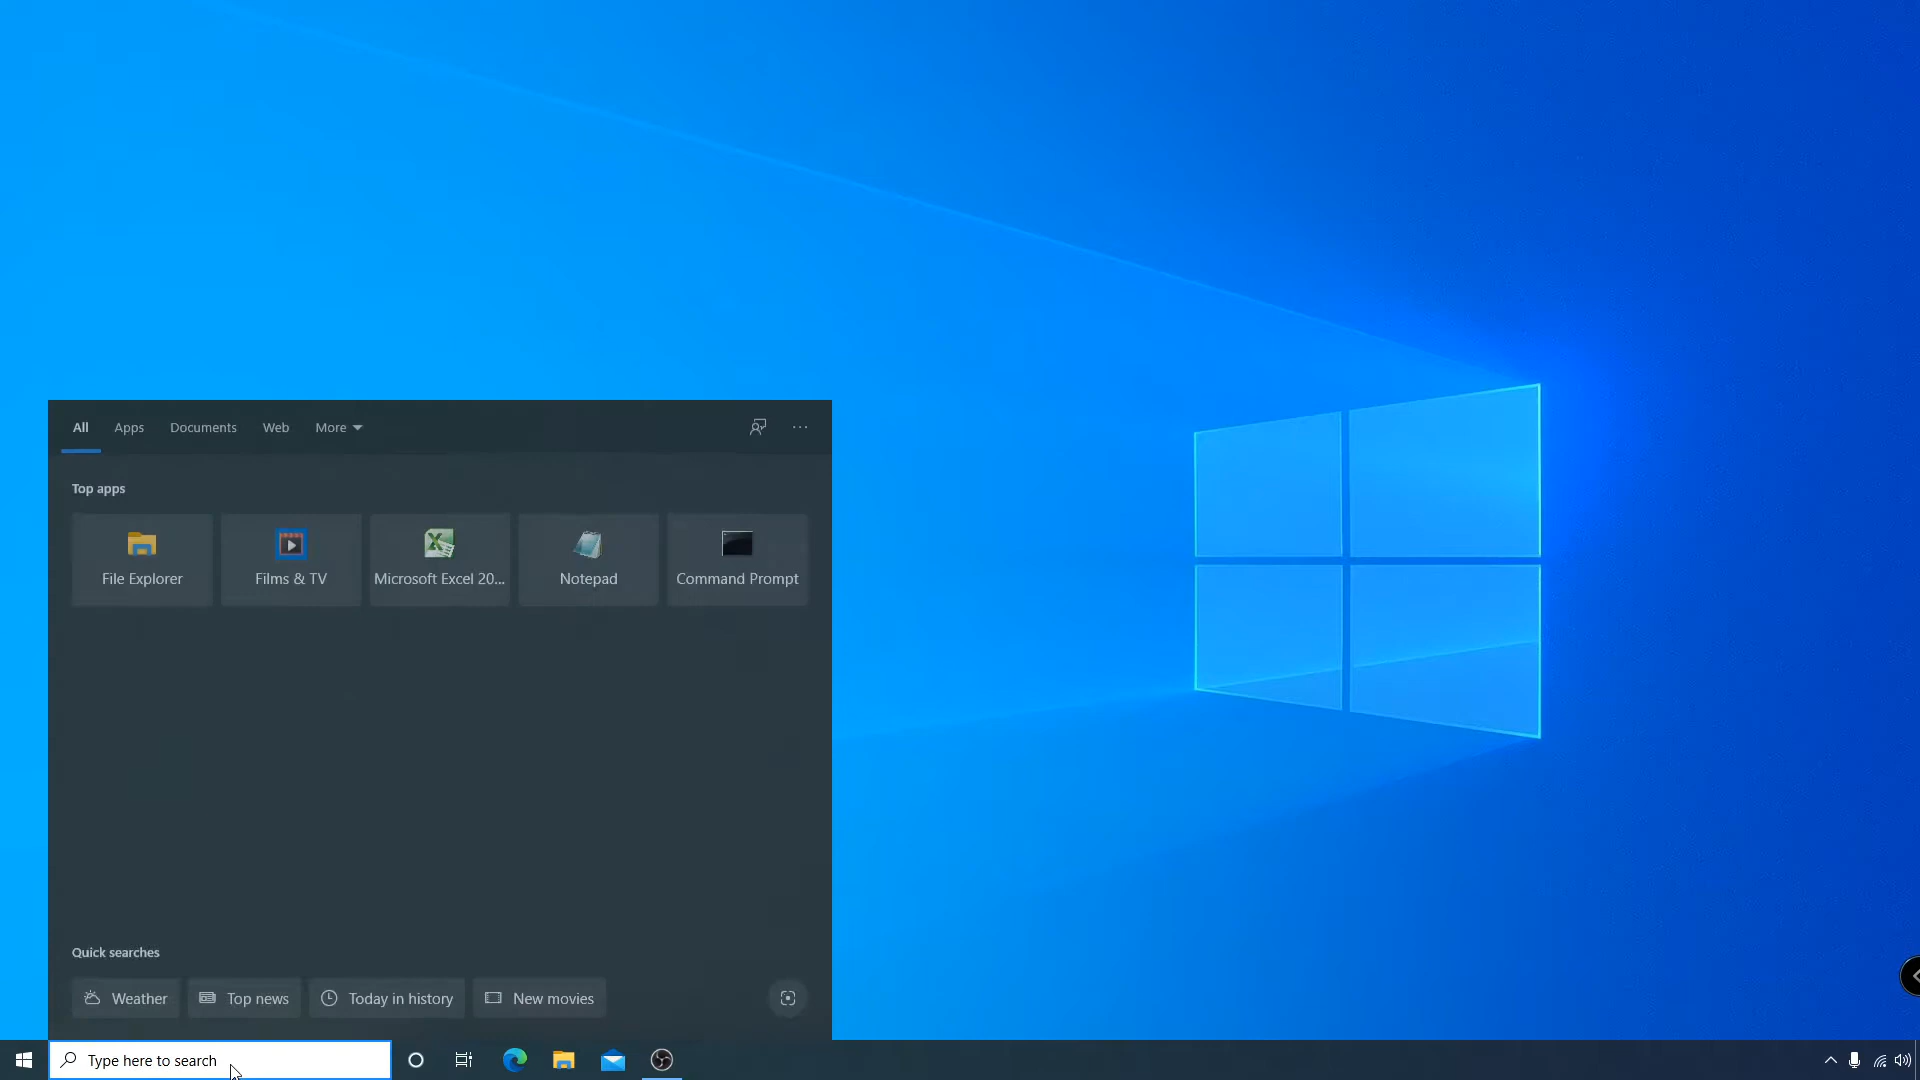 All Apps Documents Web More
Top apps
File Explorer Films & TV Microsoft Excel 20... Notepad Command Prompt
Quick searches
Weather Top news Today in history New movies
Type here to search